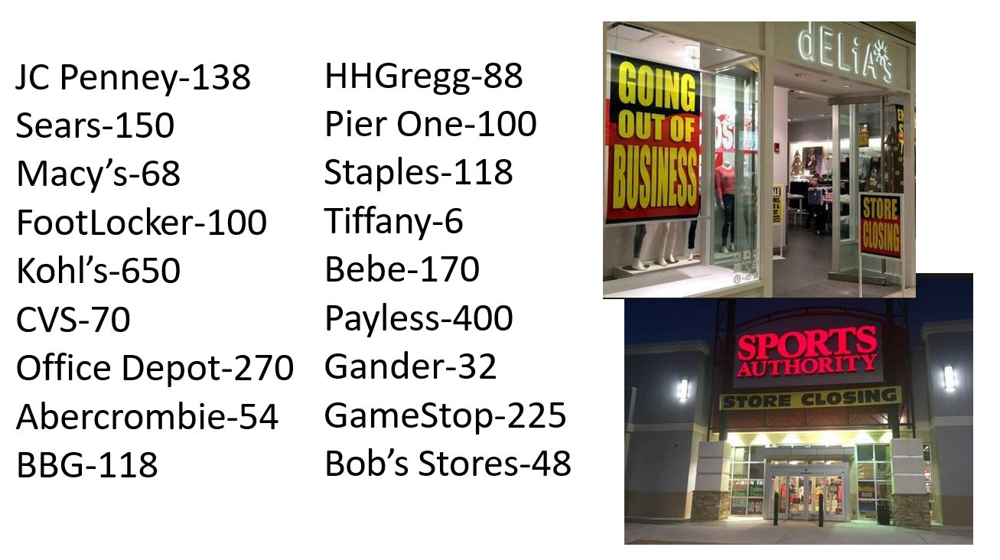 JC Penney-138
Sears-150
Macy’s-68
FootLocker-100
Kohl’s-650
CVS-70
Office Depot-270
Abercrombie-54
BBG-118
HHGregg-88
Pier One-100
Staples-118
Tiffany-6
Bebe-170
Payless-400
Gander-32
GameStop-225
Bob’s Stores-48
dELiA*s
GOING
OUT OF
BUSINESS
STORE
CLOSING
SPORTS
AUTHORITY
STORE CLOSING